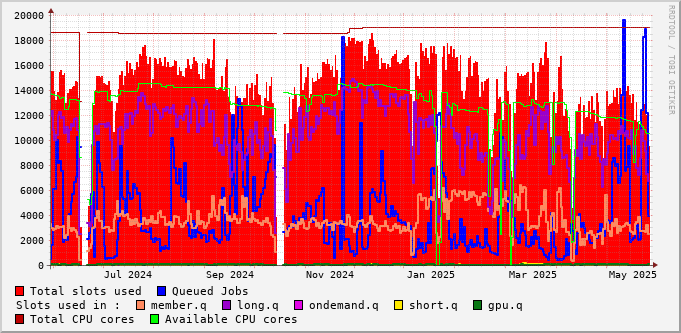 20000
18000
16000
14000
12000
10000
8000
6000
4000
2000
0
Jul 2024 Sep 2024 Nov 2024 Jan 2025 Mar 2025 May 2025
RRDTOOL / TOBI OETIKER
Total slots used Queued Jobs
Slots used in : member.q long.q ondemand.q short.q gpu.q
Total CPU cores Available CPU cores